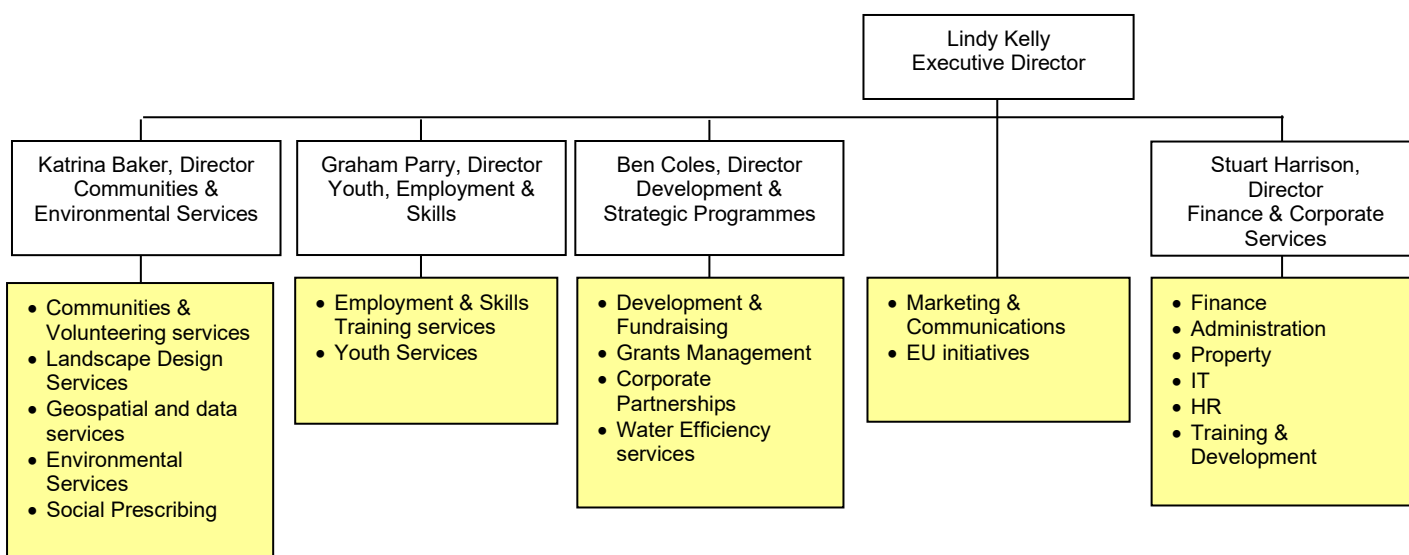 Lindy Kelly
Executive Director
Katrina Baker, Director
Communities &
Environmental Services
Graham Parry, Director
Youth, Employment &
Skills
Ben Coles, Director
Development &
Strategic Programmes
Stuart Harrison,
Director
Finance & Corporate
Services
• Communities &
Volunteering services
• Landscape Design
Services
• Geospatial and data
services
• Environmental
Services
• Social Prescribing
• Employment & Skills
Training services
• Youth Services
• Development &
Fundraising
• Grants Management
• Corporate
Partnerships
• Water Efficiency
services
• Marketing &
Communications
• EU initiatives
• Finance
• Administration
• Property
• IT
• HR
• Training &
Development